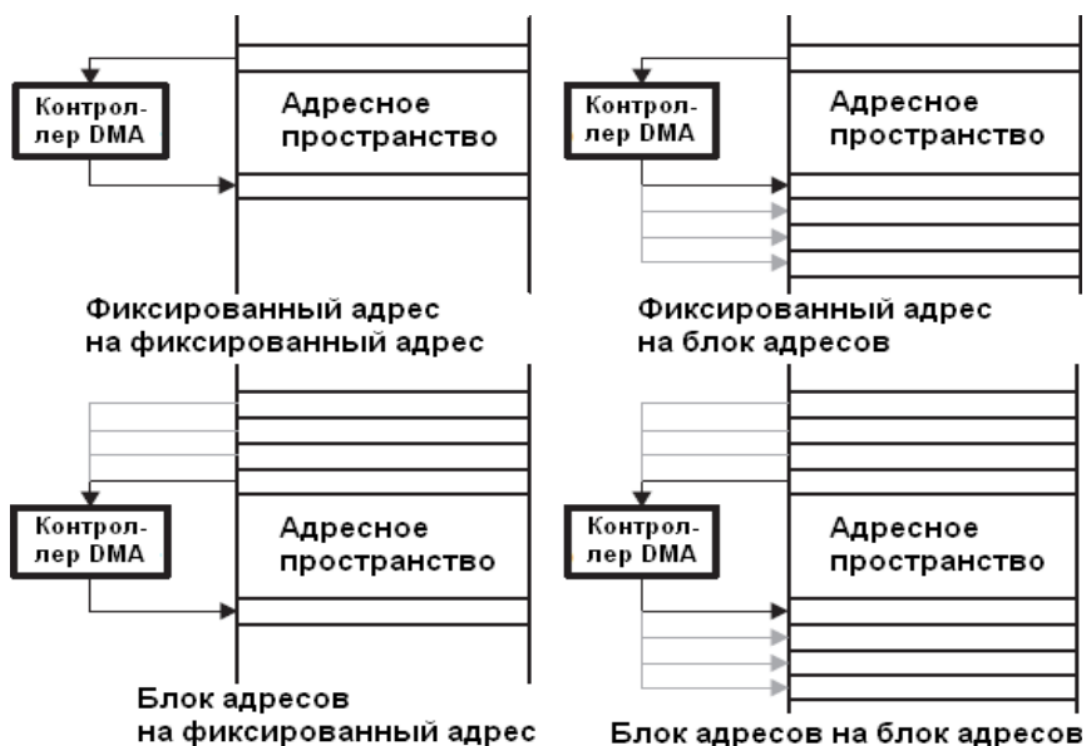 Контрол-
лер DMA
Адресное
пространство
Фиксированный адрес
на фиксированный адрес
Контрол-
лер DMA
Адресное
пространство
Фиксированный адрес
на блок адресов
Контрол-
лер DMA
Адресное
пространство
Блок адресов
на фиксированный адрес
Контрол-
лер DMA
Адресное
пространство
Блок адресов на блок адресов